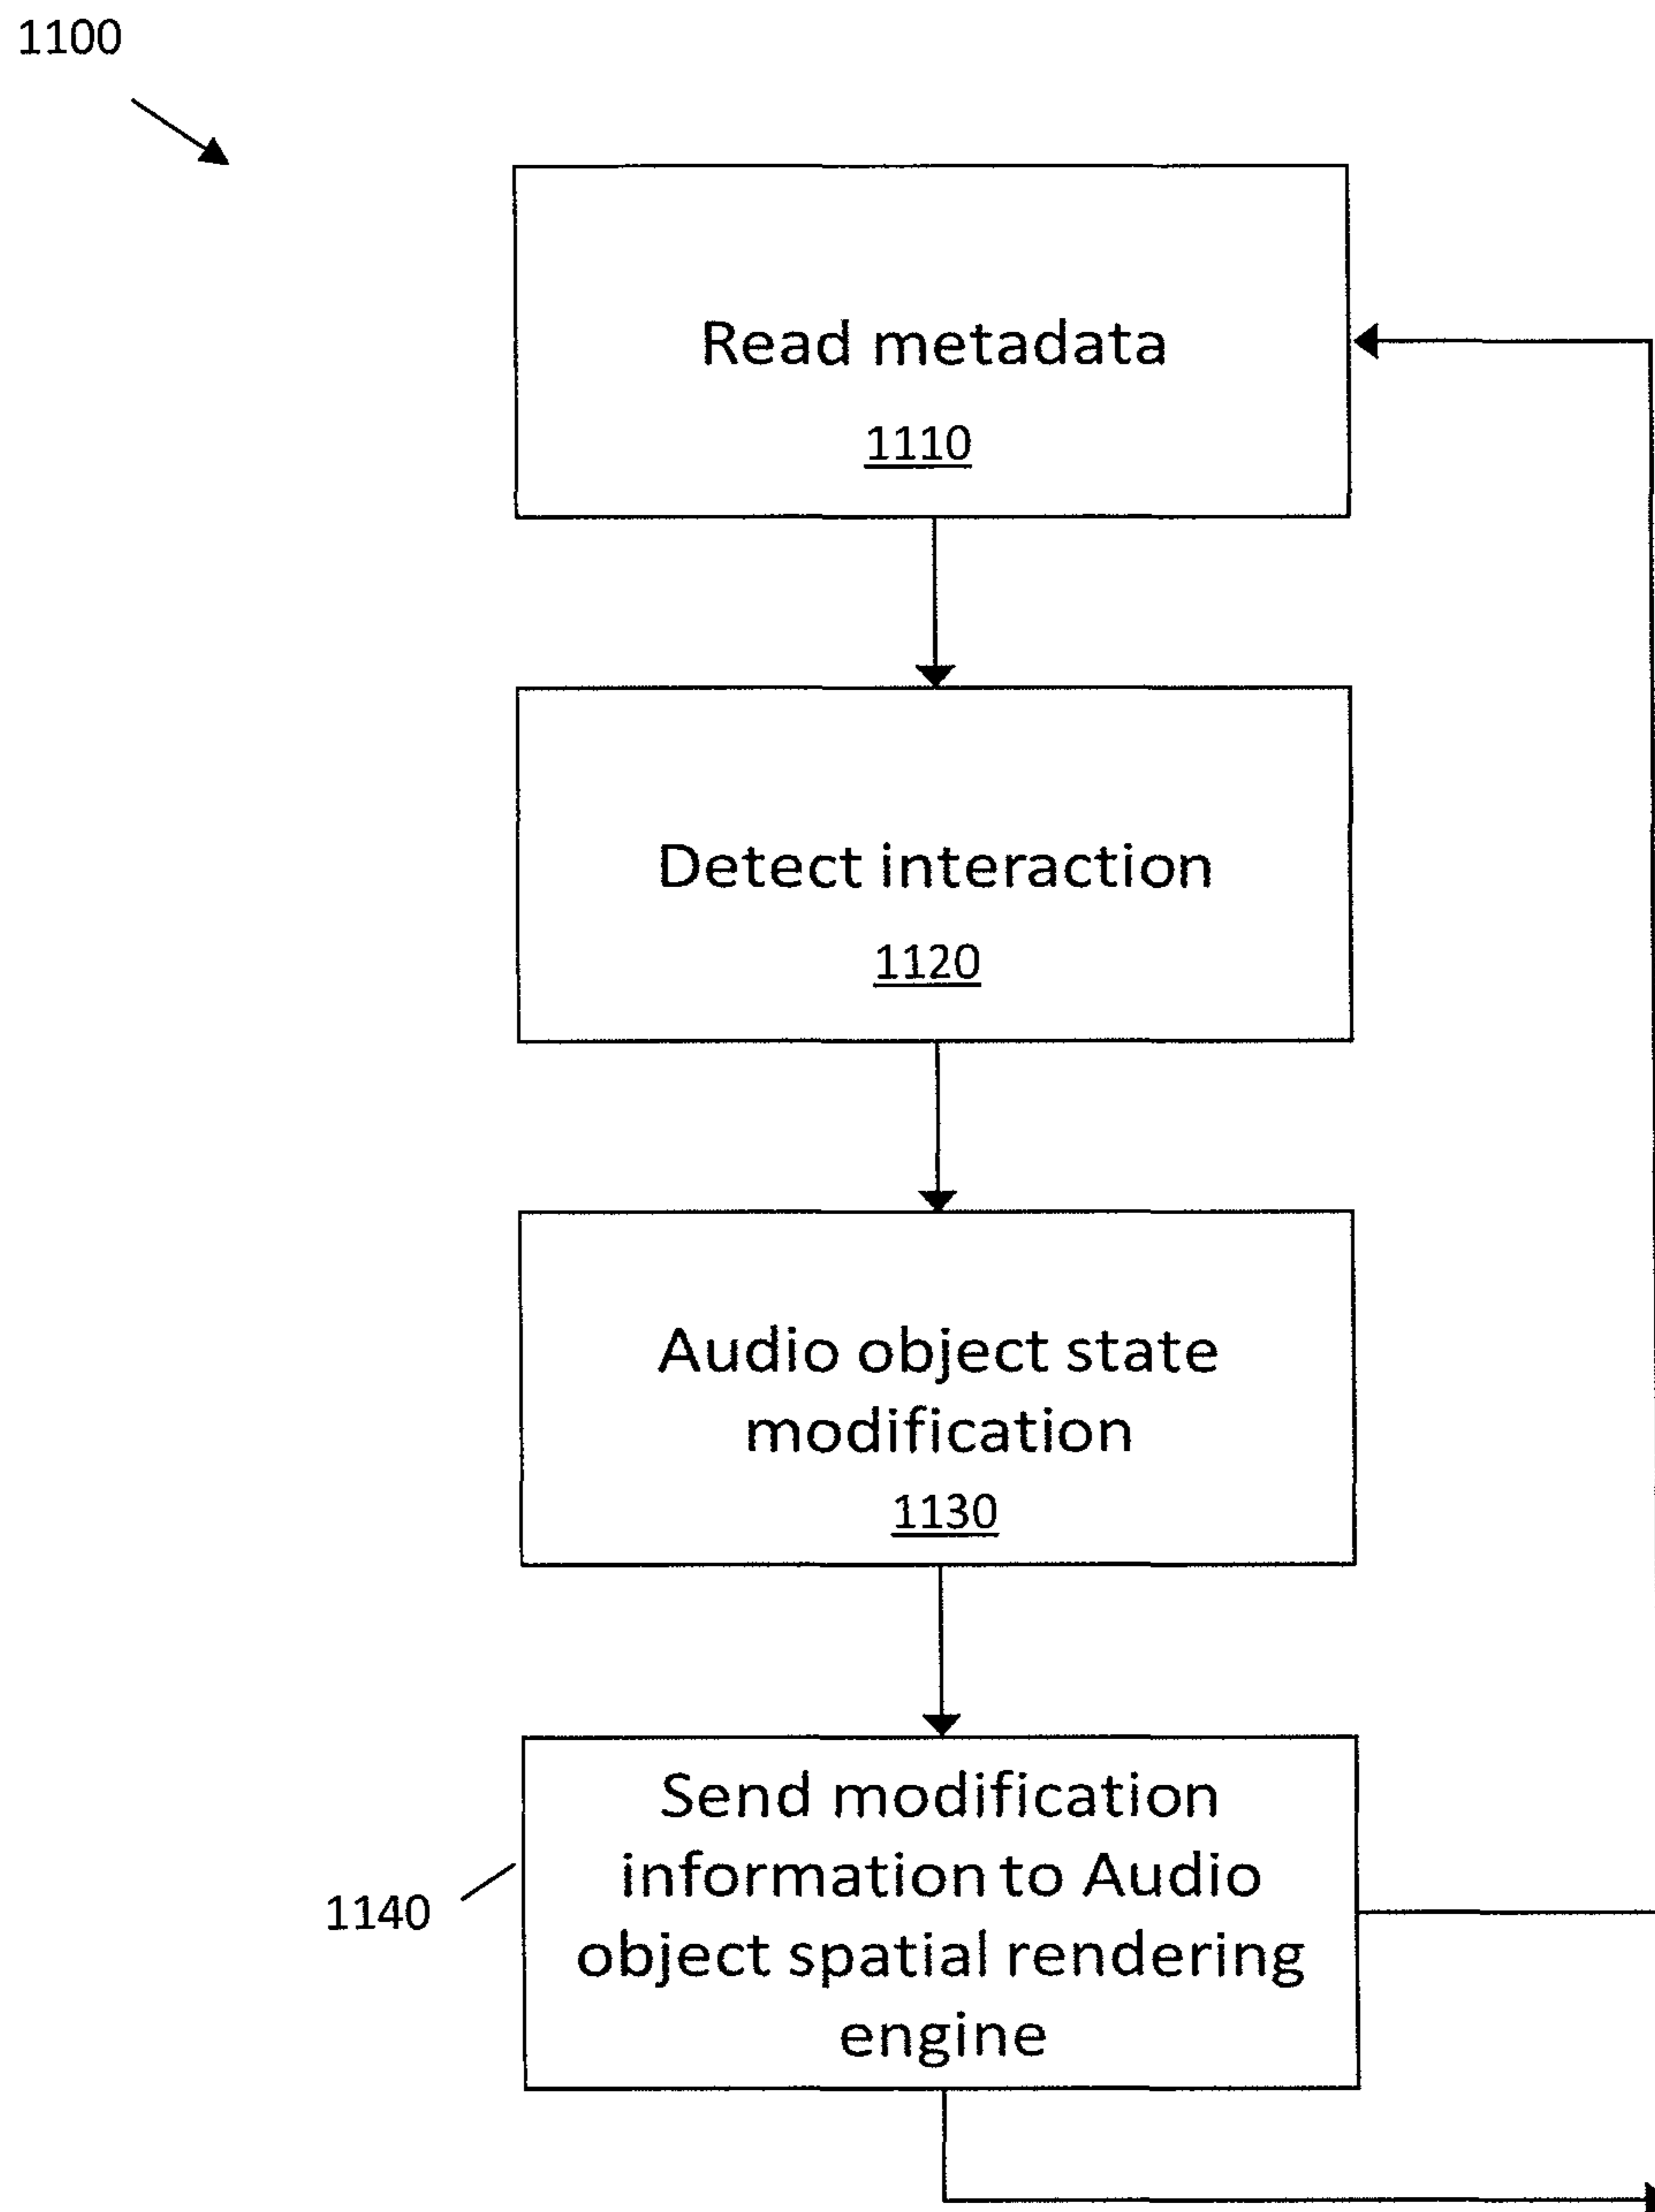 1100
Read metadata
1110
Detect interaction
1120
Audio object state
modification
1130
Send modification
information to Audio
object spatial rendering
engine
1140